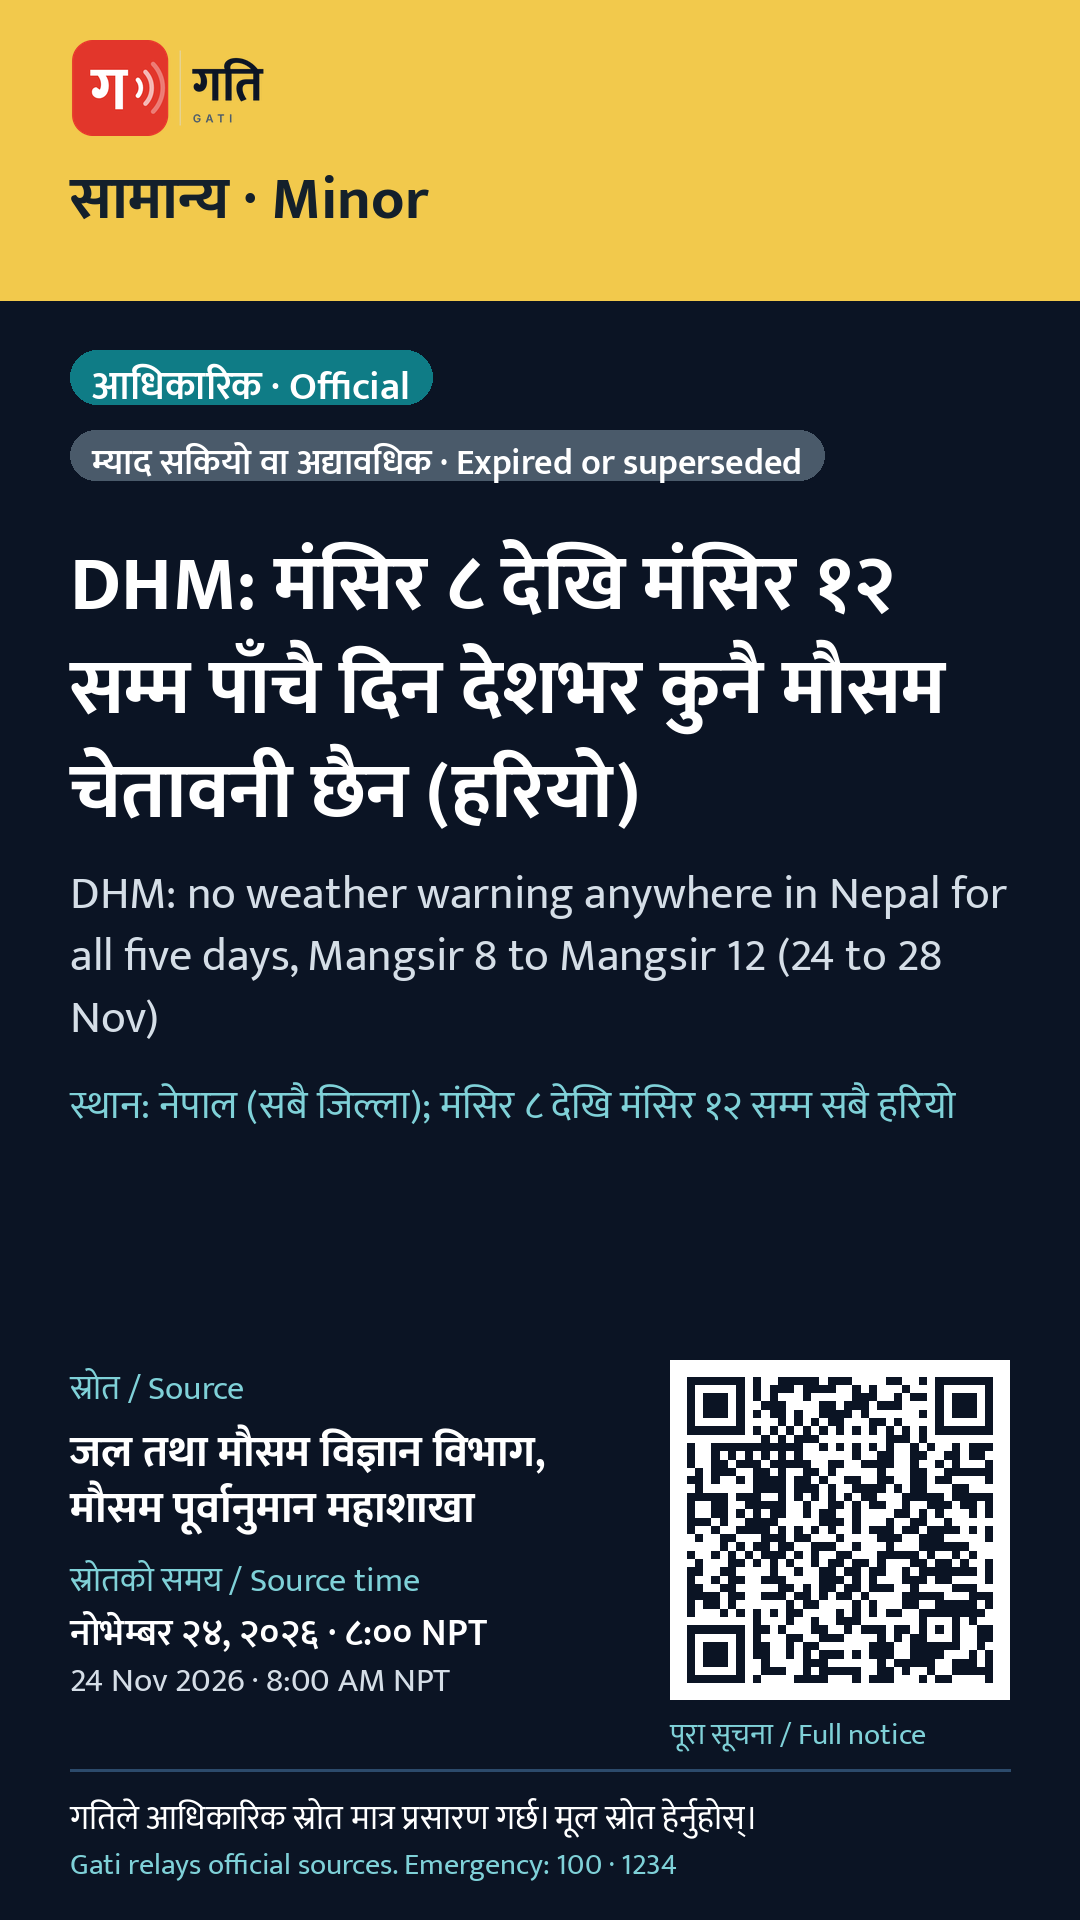 ग
गति
GATI
सामान्य · Minor
आधिकारिक · Official
म्याद सकियो वा अद्यावधिक · Expired or superseded
DHM: मंसिर ८ देखि मंसिर १२
सम्म पाँचै दिन देशभर कुनै मौसम
चेतावनी छैन (हरियो)
DHM: no weather warning anywhere in Nepal for
all five days, Mangsir 8 to Mangsir 12 (24 to 28
Nov)
स्थान: नेपाल (सबै जिल्ला); मंसिर ८ देखि मंसिर १२ सम्म सबै हरियो
स्रोत / Source
जल तथा मौसम विज्ञान विभाग,
मौसम पूर्वानुमान महाशाखा
स्रोतको समय / Source time
नोभेम्बर २४, २०२६ · ८:०० NPT
24 Nov 2026 · 8:00 AM NPT
पूरा सूचना / Full notice
गतिले आधिकारिक स्रोत मात्र प्रसारण गर्छ। मूल स्रोत हेर्नुहोस्।
Gati relays official sources. Emergency: 100 · 1234